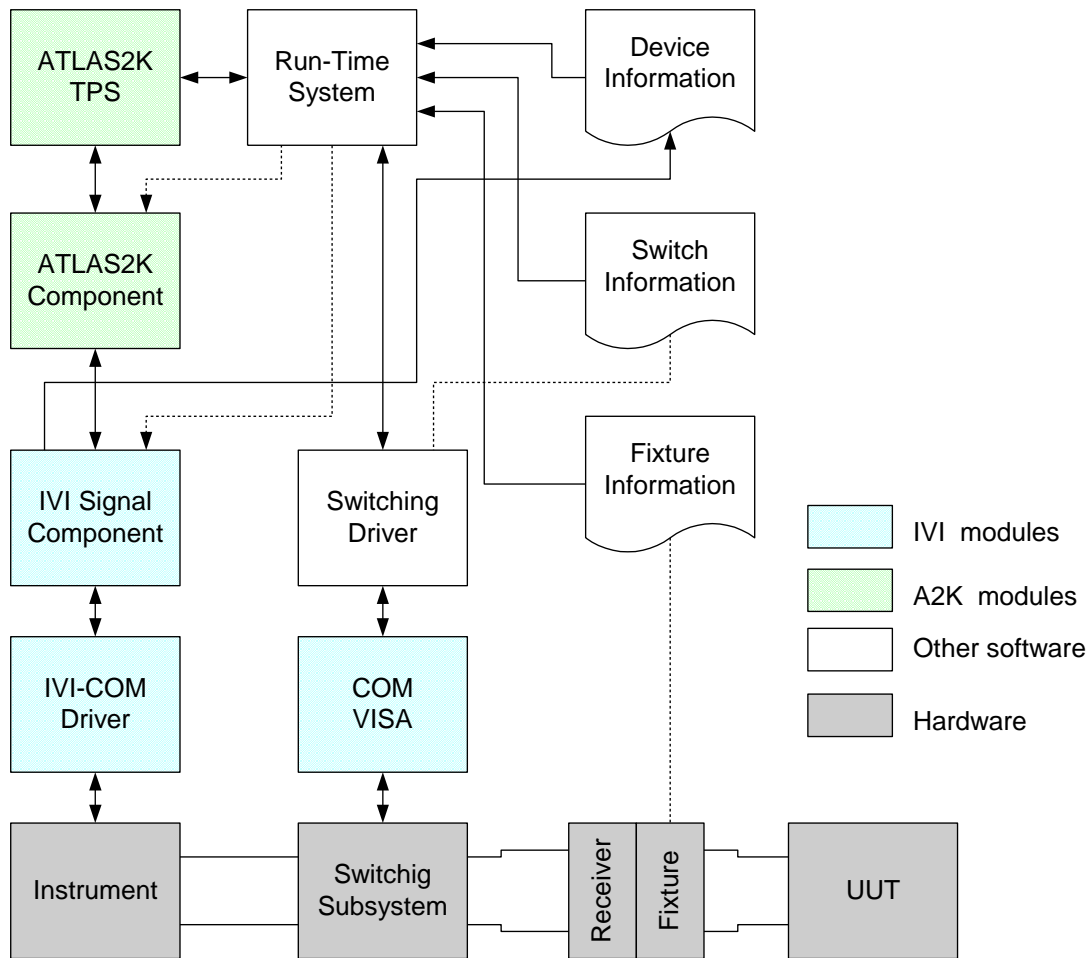 ATLAS2K
TPS
Run-Time
System
Device
Information
ATLAS2K
Component
Switch
Information
IVI Signal
Component
Switching
Driver
Fixture
Information
IVI modules
A2K modules
Other software
Hardware
IVI-COM
Driver
COM
VISA
Instrument
Switchig
Subsystem
Receiver
Fixture
UUT